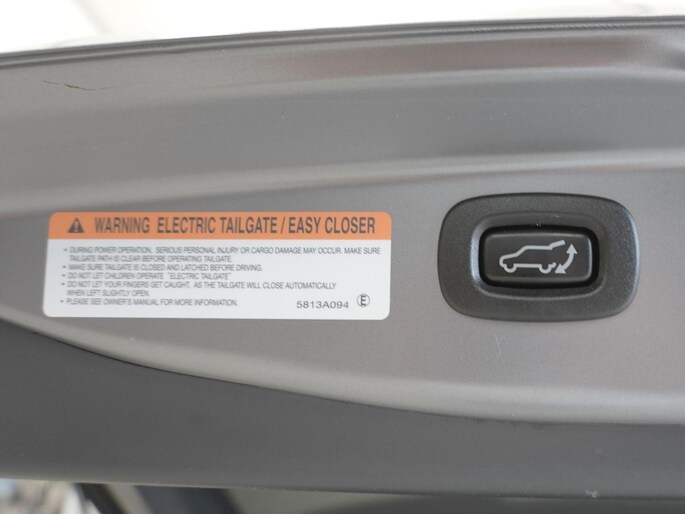 WARNING ELECTRIC TAILGATE / EASY CLOSER
• DURING POWER OPERATION, SERIOUS PERSONAL INJURY OR CARGO DAMAGE MAY OCCUR. MAKE SURE
TAILGATE PATH IS CLEAR BEFORE OPERATING TAILGATE.
• MAKE SURE TAILGATE IS CLOSED AND LATCHED BEFORE DRIVING.
• DO NOT LET CHILDREN OPERATE "ELECTRIC TAILGATE"
• DO NOT LET YOUR FINGERS GET CAUGHT, AS THE TAILGATE WILL CLOSE AUTOMATICALLY
WHEN LEFT SLIGHTLY OPEN.
• PLEASE SEE OWNER'S MANUAL FOR MORE INFORMATION. 5813A094 Ⓔ